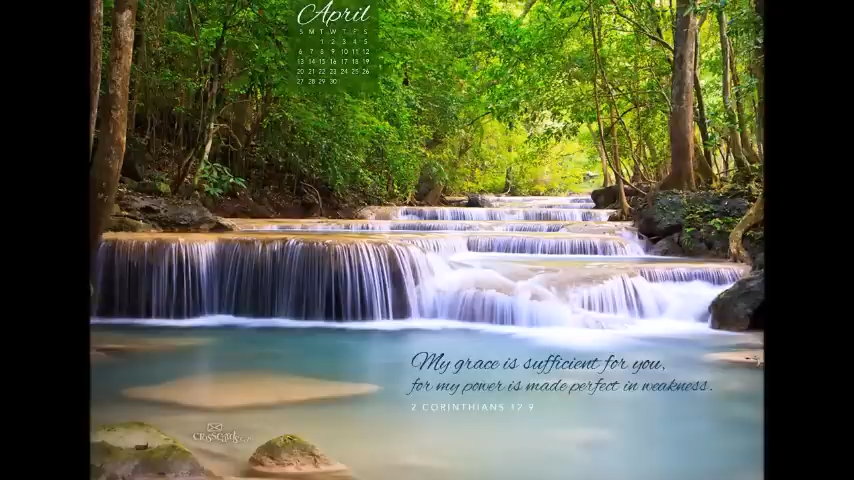 April
S M T W T F S
1 2 3 4 5
6 7 8 9 10 11 12
13 14 15 16 17 18 19
20 21 22 23 24 25 26
27 28 29 30
My grace is sufficient for you,
for my power is made perfect in weakness.
2 CORINTHIANS 12:9